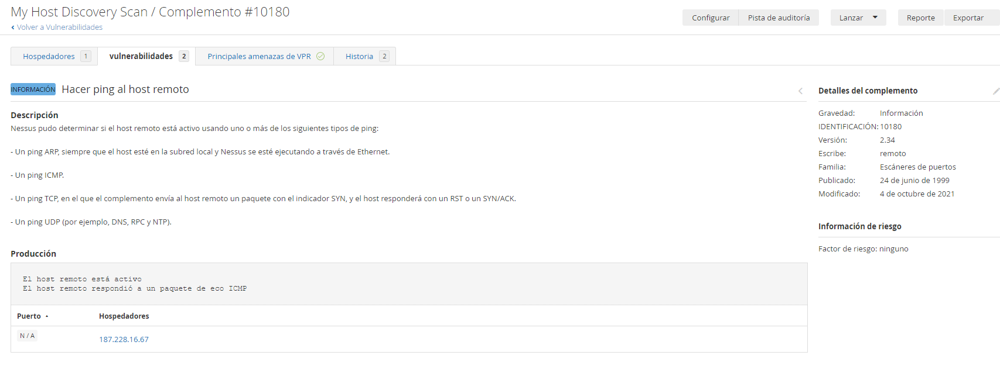 My Host Discovery Scan / Complemento #10180
‹ Volver a Vulnerabilidades
Configurar
Pista de auditoría
Lanzar
Reporte
Exportar
Hospedadores 1
vulnerabilidades 2
Principales amenazas de VPR
Historia 2
INFORMACIÓN Hacer ping al host remoto
Descripción
Nessus pudo determinar si el host remoto está activo usando uno o más de los siguientes tipos de ping:
- Un ping ARP, siempre que el host esté en la subred local y Nessus se esté ejecutando a través de Ethernet.
- Un ping ICMP.
- Un ping TCP, en el que el complemento envía al host remoto un paquete con el indicador SYN, y el host responderá con un RST o un SYN/ACK.
- Un ping UDP (por ejemplo, DNS, RPC y NTP).
Producción
El host remoto está activo
El host remoto respondió a un paquete de eco ICMP
Puerto Hospedadores
N / A 187.228.16.67
Detalles del complemento
Gravedad: Información
IDENTIFICACIÓN: 10180
Versión: 2.34
Escribe: remoto
Familia: Escáneres de puertos
Publicado: 24 de junio de 1999
Modificado: 4 de octubre de 2021
Información de riesgo
Factor de riesgo: ninguno